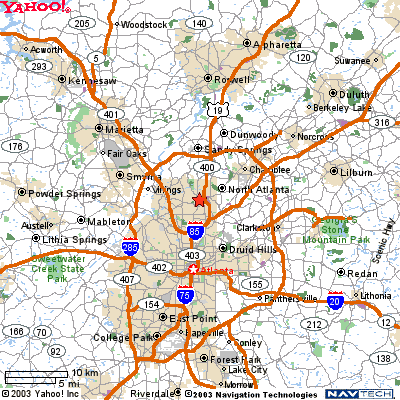 YAHOO!
205
Woodstock
140
Acworth
5
Alpharetta
120
Suwanee
293
Kennesaw
Roswell
Duluth
401
19
Berkeley Lake
316
Marietta
Dunwoody
Norcross
176
Fair Oaks
Sandy Springs
400
Chamblee
Lilburn
Smyrna
Vinings
North Atlanta
Powder Springs
Mableton
Austell
85
Clarkston
Stone
Mountain Park
Scenic Hwy
Lithia Springs
285
403
Druid Hills
Sweetwater
Creek State
Park
402
Atlanta
Redan
407
75
155
Panthersville
20
Lithonia
154
East Point
212
12
166
70
92
College Park
Hapeville
Conley
138
10 km
5 mi
Forest Park
Lake City
Riverdale
Morrow
©2003 Yahoo! Inc
©2003 Navigation Technologies
NAVTECH